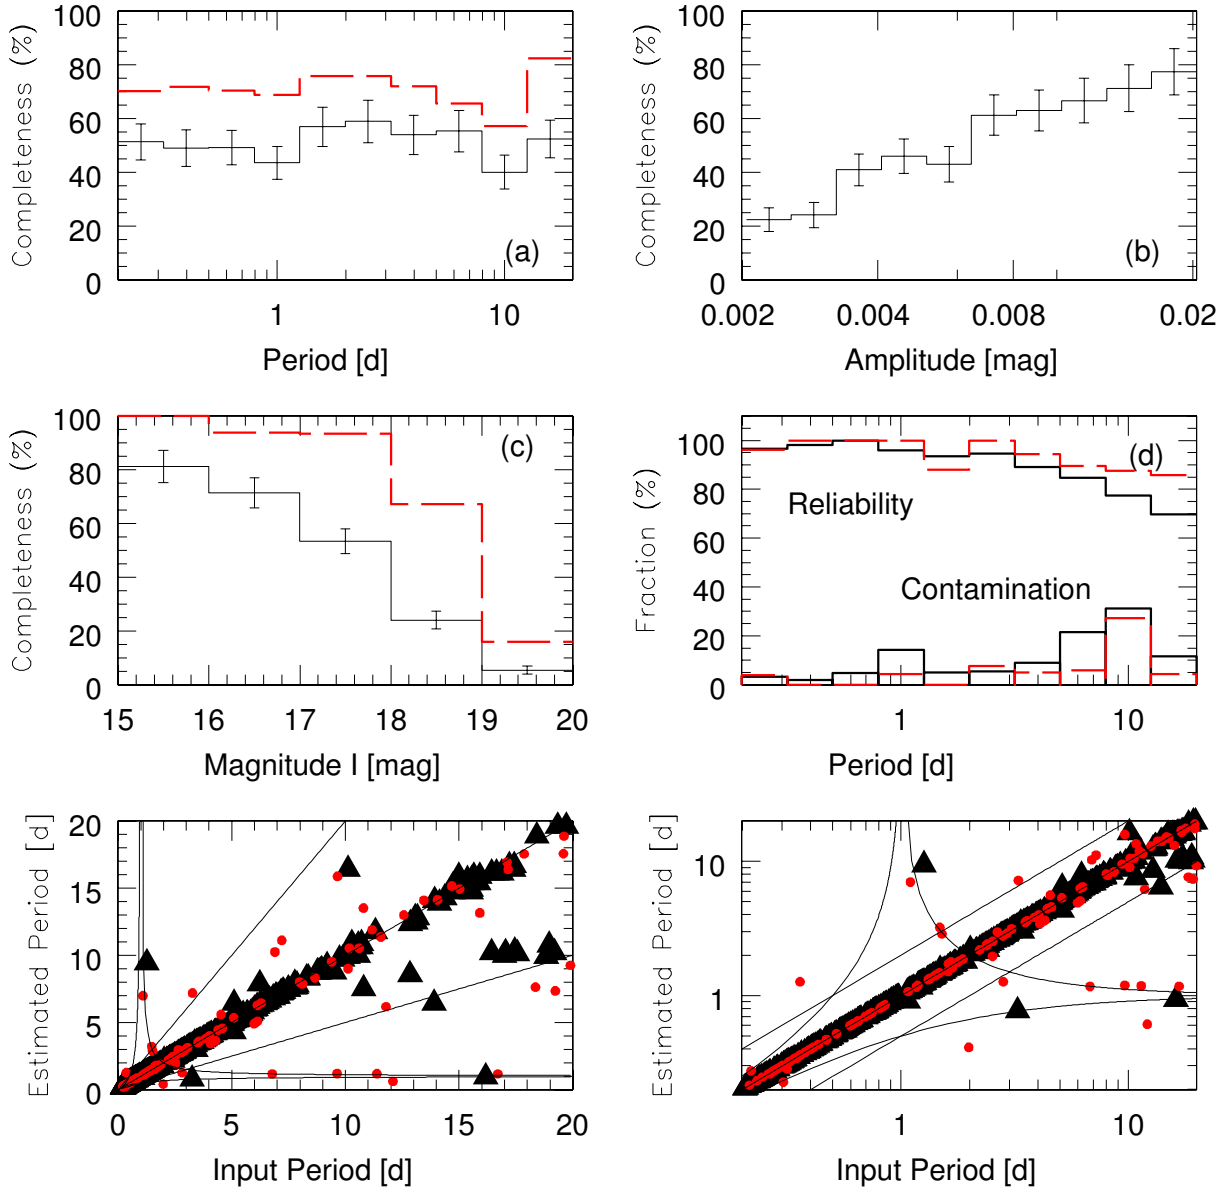 100
80
60
40
20
0
Completeness (%)
(a)
1
10
Period [d]
100
80
60
40
20
0
Completeness (%)
(b)
0.002
0.004
0.008
0.02
Amplitude [mag]
100
80
60
40
20
0
Completeness (%)
(c)
15
16
17
18
19
20
Magnitude I [mag]
100
80
60
40
20
0
Fraction (%)
(d)
Reliability
Contamination
1
10
Period [d]
20
15
10
5
0
Estimated Period [d]
0
5
10
15
20
Input Period [d]
10
1
Estimated Period [d]
1
10
Input Period [d]